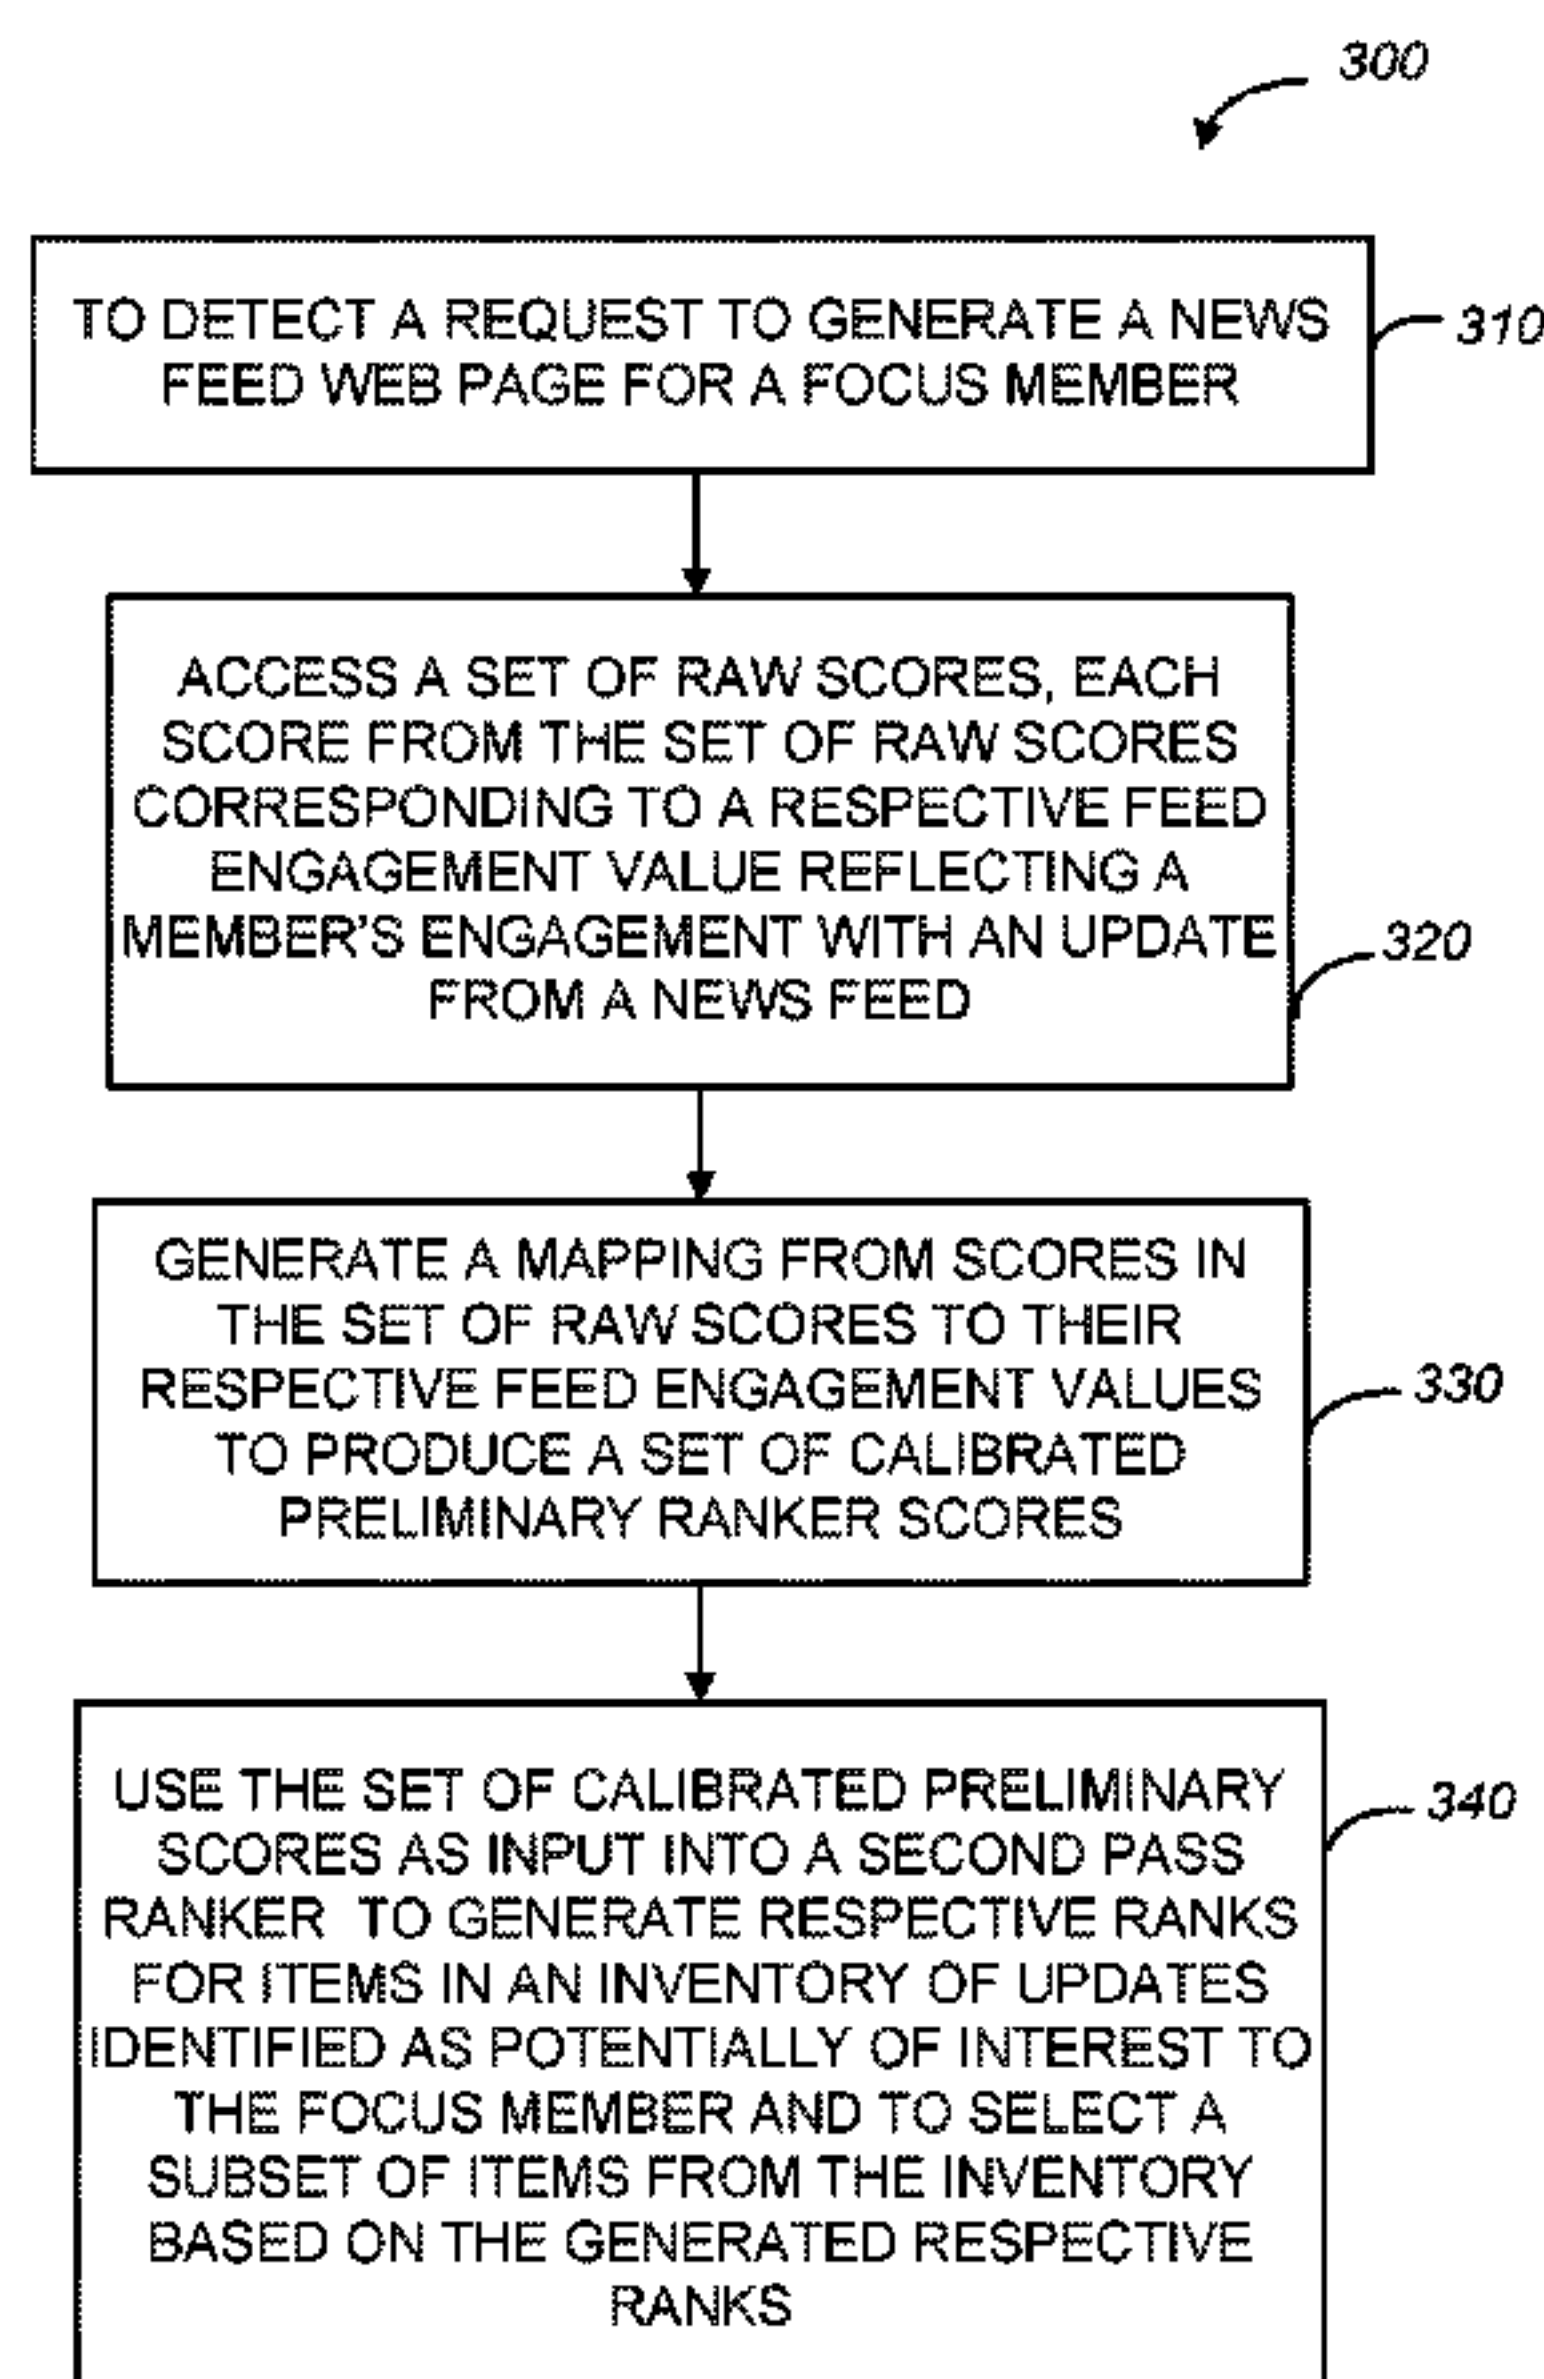 300
TO DETECT A REQUEST TO GENERATE A NEWS
FEED WEB PAGE FOR A FOCUS MEMBER
310
ACCESS A SET OF RAW SCORES, EACH
SCORE FROM THE SET OF RAW SCORES
CORRESPONDING TO A RESPECTIVE FEED
ENGAGEMENT VALUE REFLECTING A
MEMBER'S ENGAGEMENT WITH AN UPDATE
FROM A NEWS FEED
320
GENERATE A MAPPING FROM SCORES IN
THE SET OF RAW SCORES TO THEIR
RESPECTIVE FEED ENGAGEMENT VALUES
TO PRODUCE A SET OF CALIBRATED
PRELIMINARY RANKER SCORES
330
USE THE SET OF CALIBRATED PRELIMINARY
SCORES AS INPUT INTO A SECOND PASS
RANKER TO GENERATE RESPECTIVE RANKS
FOR ITEMS IN AN INVENTORY OF UPDATES
IDENTIFIED AS POTENTIALLY OF INTEREST TO
THE FOCUS MEMBER AND TO SELECT A
SUBSET OF ITEMS FROM THE INVENTORY
BASED ON THE GENERATED RESPECTIVE
RANKS
340